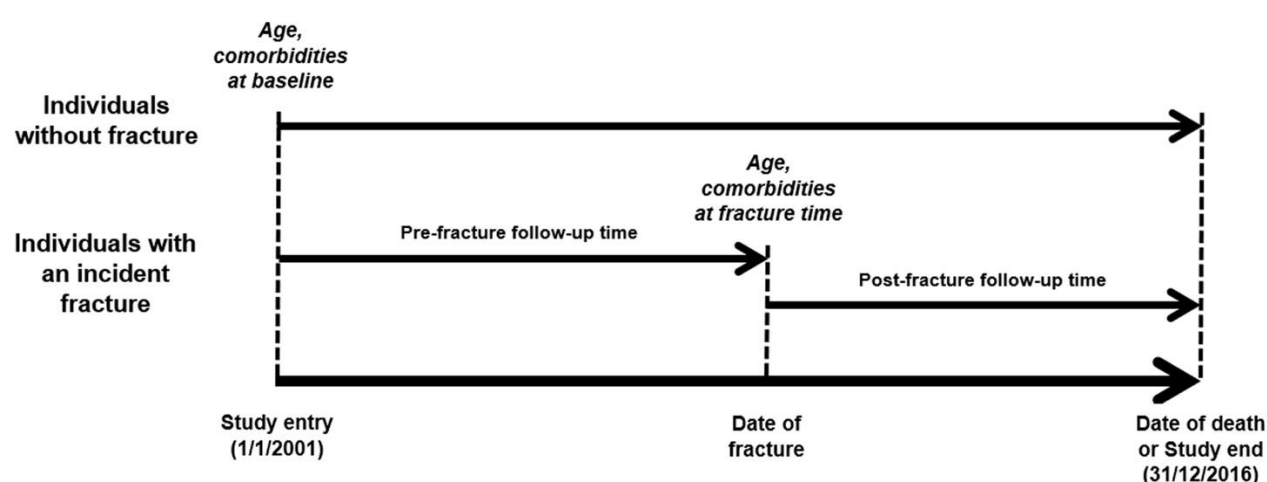 Age,
comorbidities
at baseline
Individuals
without fracture
Age,
comorbidities
at fracture time
Individuals with
an incident
fracture
Pre-fracture follow-up time
Post-fracture follow-up time
Study entry
(1/1/2001)
Date of
fracture
Date of death
or Study end
(31/12/2016)